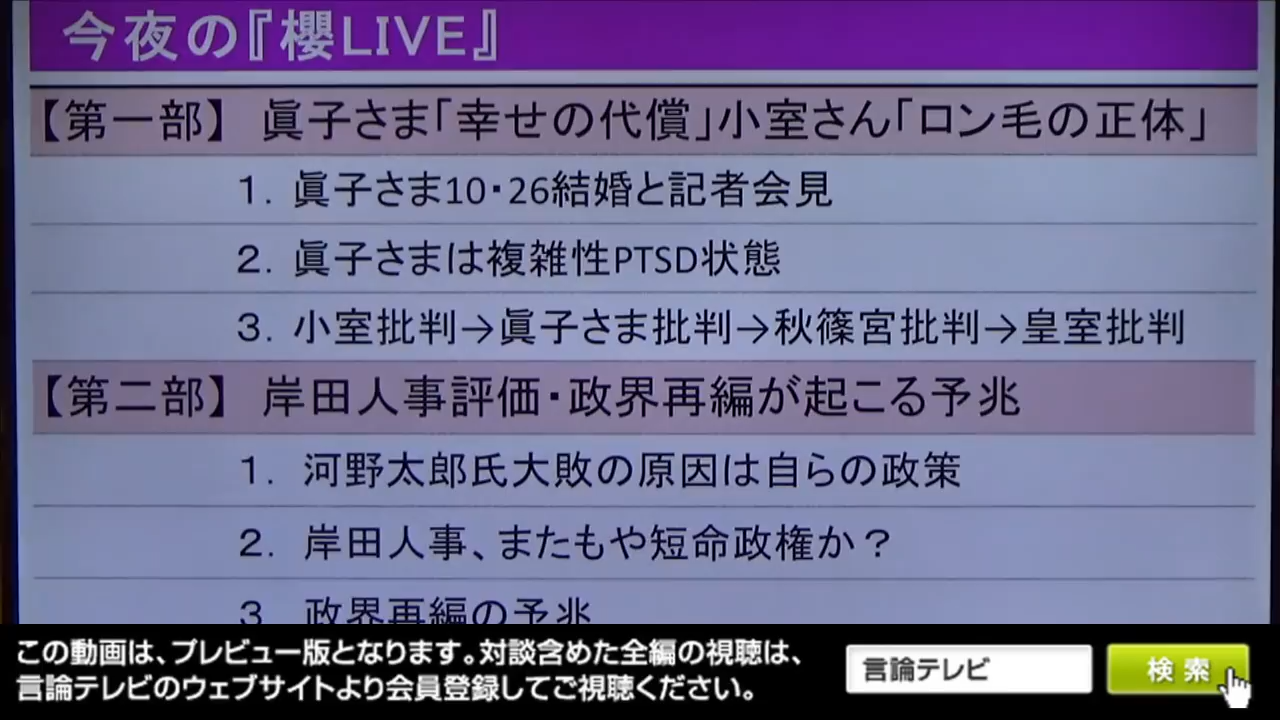 今夜の『櫻LIVE』
【第一部】 眞子さま「幸せの代償」小室さん「ロン毛の正体」
1. 眞子さま10・26結婚と記者会見
2. 眞子さまは複雑性PTSD状態
3. 小室批判→眞子さま批判→秋篠宮批判→皇室批判
【第二部】 岸田人事評価・政界再編が起こる予兆
1. 河野太郎氏大敗の原因は自らの政策
2. 岸田人事、またもや短命政権か？
3 政界再編の予兆
この動画は、プレビュー版となります。対談含めた全編の視聴は、
言論テレビのウェブサイトより会員登録してご視聴ください。
言論テレビ 検索